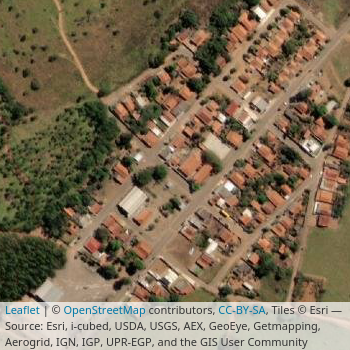 Leaflet | © OpenStreetMap contributors, CC-BY-SA, Tiles © Esri —
Source: Esri, i-cubed, USDA, USGS, AEX, GeoEye, Getmapping,
Aerogrid, IGN, IGP, UPR-EGP, and the GIS User Community